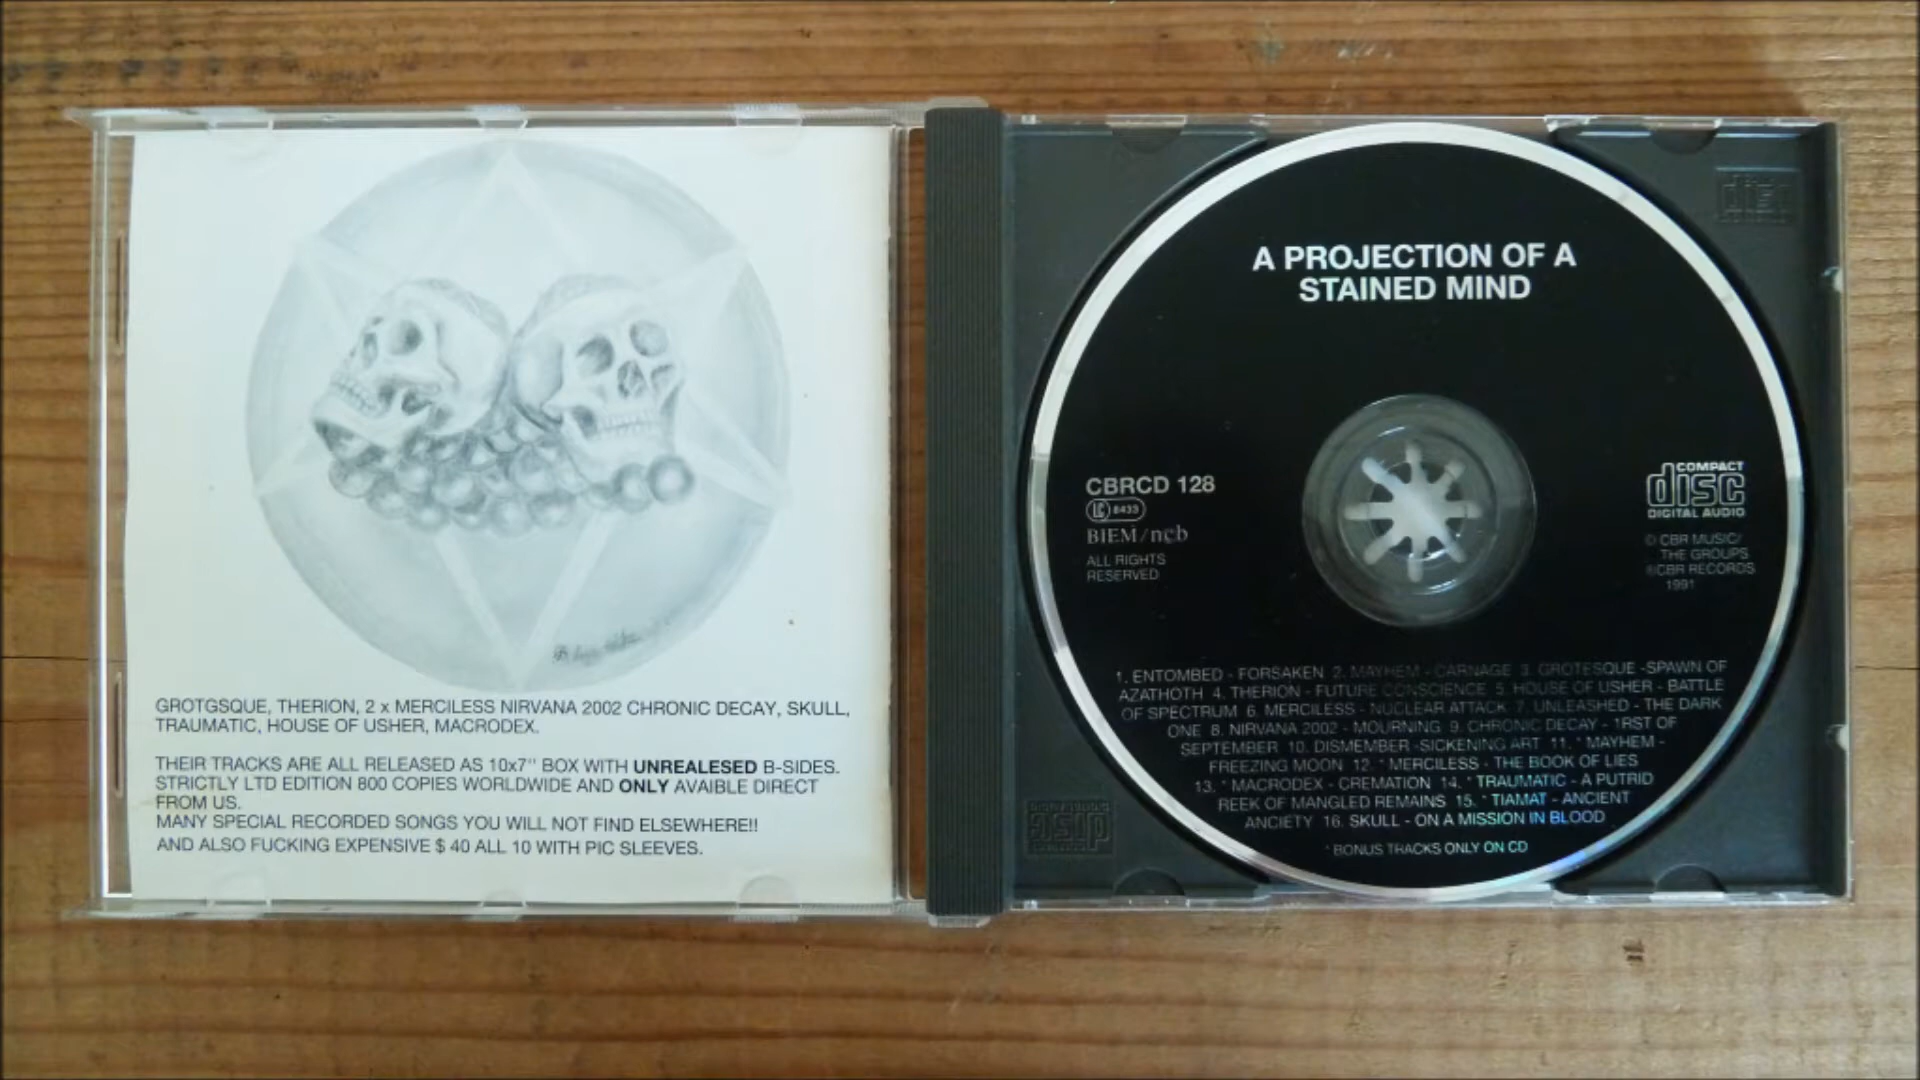 GROTGSQUE, THERION, 2 x MERCILESS NIRVANA 2002 CHRONIC DECAY, SKULL,
TRAUMATIC, HOUSE OF USHER, MACRODEX.
THEIR TRACKS ARE ALL RELEASED AS 10x7" BOX WITH UNREALESED B-SIDES.
STRICTLY LTD EDITION 800 COPIES WORLDWIDE AND ONLY AVAIBLE DIRECT
FROM US.
MANY SPECIAL RECORDED SONGS YOU WILL NOT FIND ELSEWHERE!!
AND ALSO FUCKING EXPENSIVE $ 40 ALL 10 WITH PIC SLEEVES.
disc
disc
A PROJECTION OF A
STAINED MIND
CBRCD 128
LC 8433
BIEM/ncb
ALL RIGHTS
RESERVED
COMPACT
disc
DIGITAL AUDIO
© CBR MUSIC/
THE GROUPS
℗CBR RECORDS
1991
1. ENTOMBED - FORSAKEN 2. MAYHEM - CARNAGE 3. GROTESQUE -SPAWN OF
AZATHOTH 4. THERION - FUTURE CONSCIENCE 5. HOUSE OF USHER - BATTLE
OF SPECTRUM 6. MERCILESS - NUCLEAR ATTACK 7. UNLEASHED - THE DARK
ONE 8. NIRVANA 2002 - MOURNING 9. CHRONIC DECAY - 1RST OF
SEPTEMBER 10. DISMEMBER -SICKENING ART 11. * MAYHEM -
FREEZING MOON 12. * MERCILESS - THE BOOK OF LIES
13. * MACRODEX - CREMATION 14. * TRAUMATIC - A PUTRID
REEK OF MANGLED REMAINS 15. * TIAMAT - ANCIENT
ANCIETY 16. SKULL - ON A MISSION IN BLOOD
* BONUS TRACKS ONLY ON CD